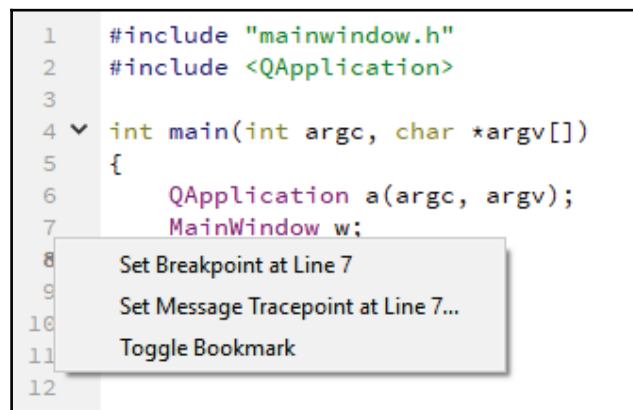 1 #include "mainwindow.h"
2 #include <QApplication>
3
4 int main(int argc, char *argv[])
5 {
6 QApplication a(argc, argv);
7 MainWindow w;
8 Set Breakpoint at Line 7
9 Set Message Tracepoint at Line 7...
10
11 Toggle Bookmark
12